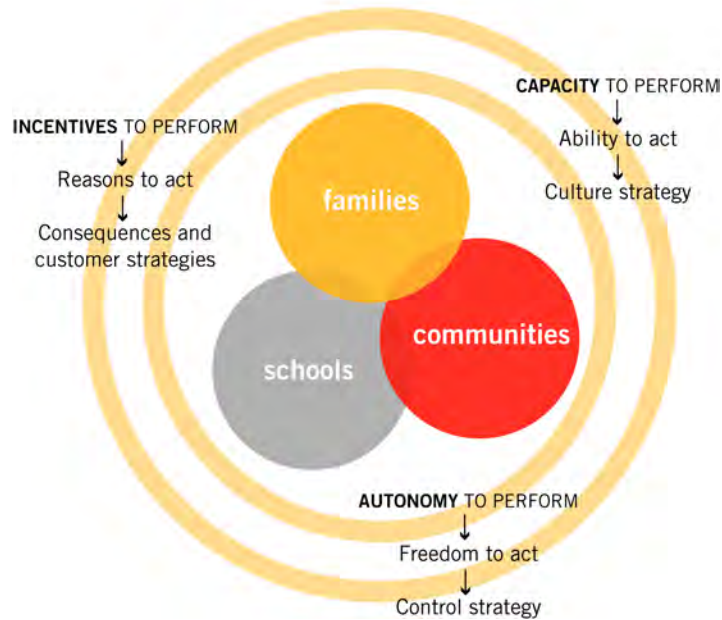 CAPACITY TO PERFORM
Ability to act
Culture strategy
INCENTIVES TO PERFORM
Reasons to act
Consequences and
customer strategies
families
communities
schools
AUTONOMY TO PERFORM
Freedom to act
Control strategy